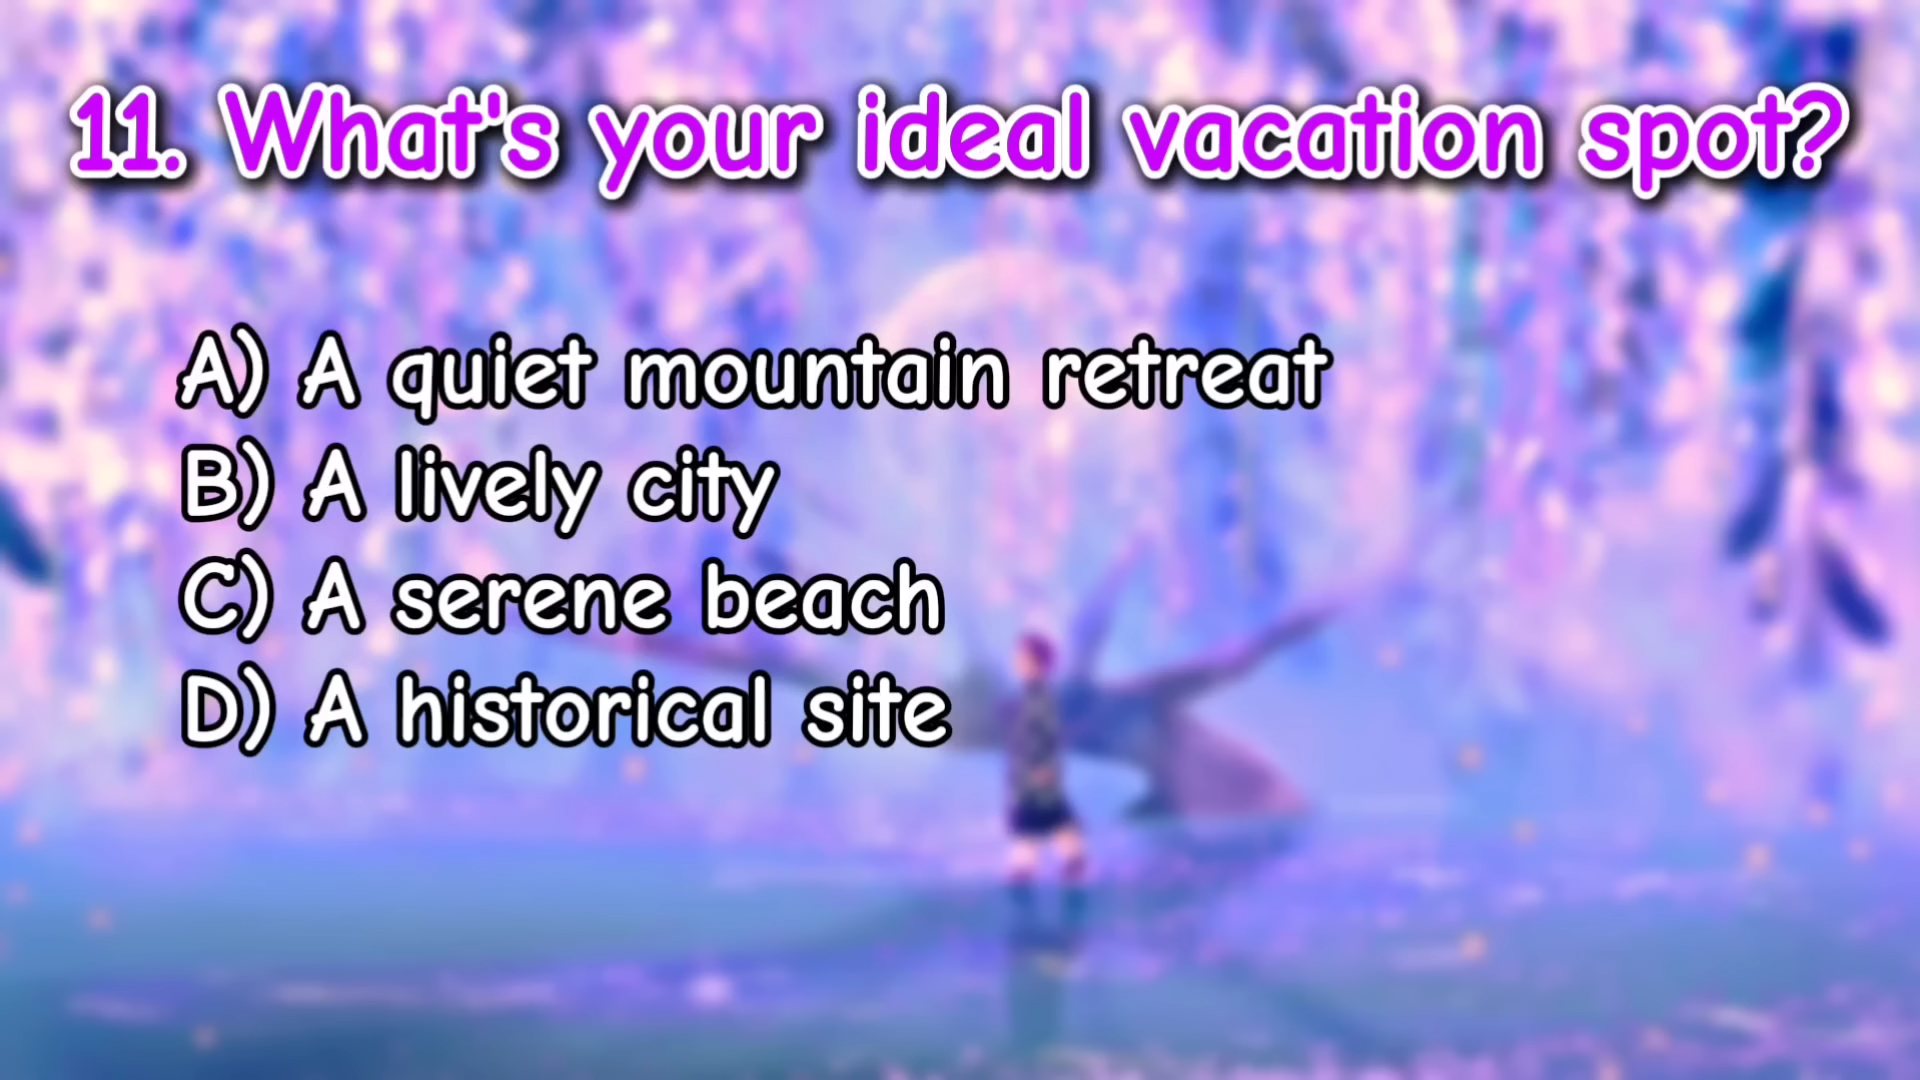 11. What's your ideal vacation spot?
A) A quiet mountain retreat
B) A lively city
C) A serene beach
D) A historical site